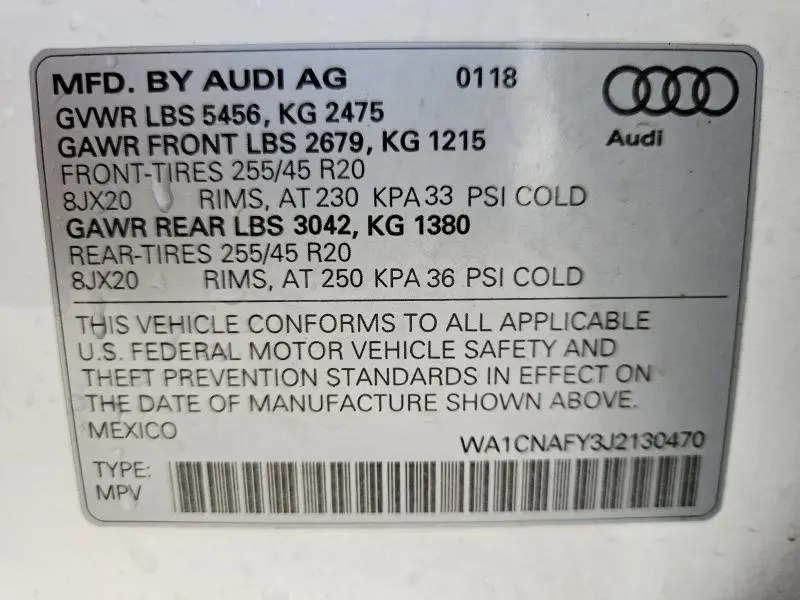 MFD. BY AUDI AG 0118
Audi
GVWR LBS 5456, KG 2475
GAWR FRONT LBS 2679, KG 1215
FRONT-TIRES 255/45 R20
8JX20 RIMS, AT 230 KPA 33 PSI COLD
GAWR REAR LBS 3042, KG 1380
REAR-TIRES 255/45 R20
8JX20 RIMS, AT 250 KPA 36 PSI COLD
THIS VEHICLE CONFORMS TO ALL APPLICABLE
U.S. FEDERAL MOTOR VEHICLE SAFETY AND
THEFT PREVENTION STANDARDS IN EFFECT ON
THE DATE OF MANUFACTURE SHOWN ABOVE.
MEXICO
WA1CNAFY3J2130470
TYPE:
MPV